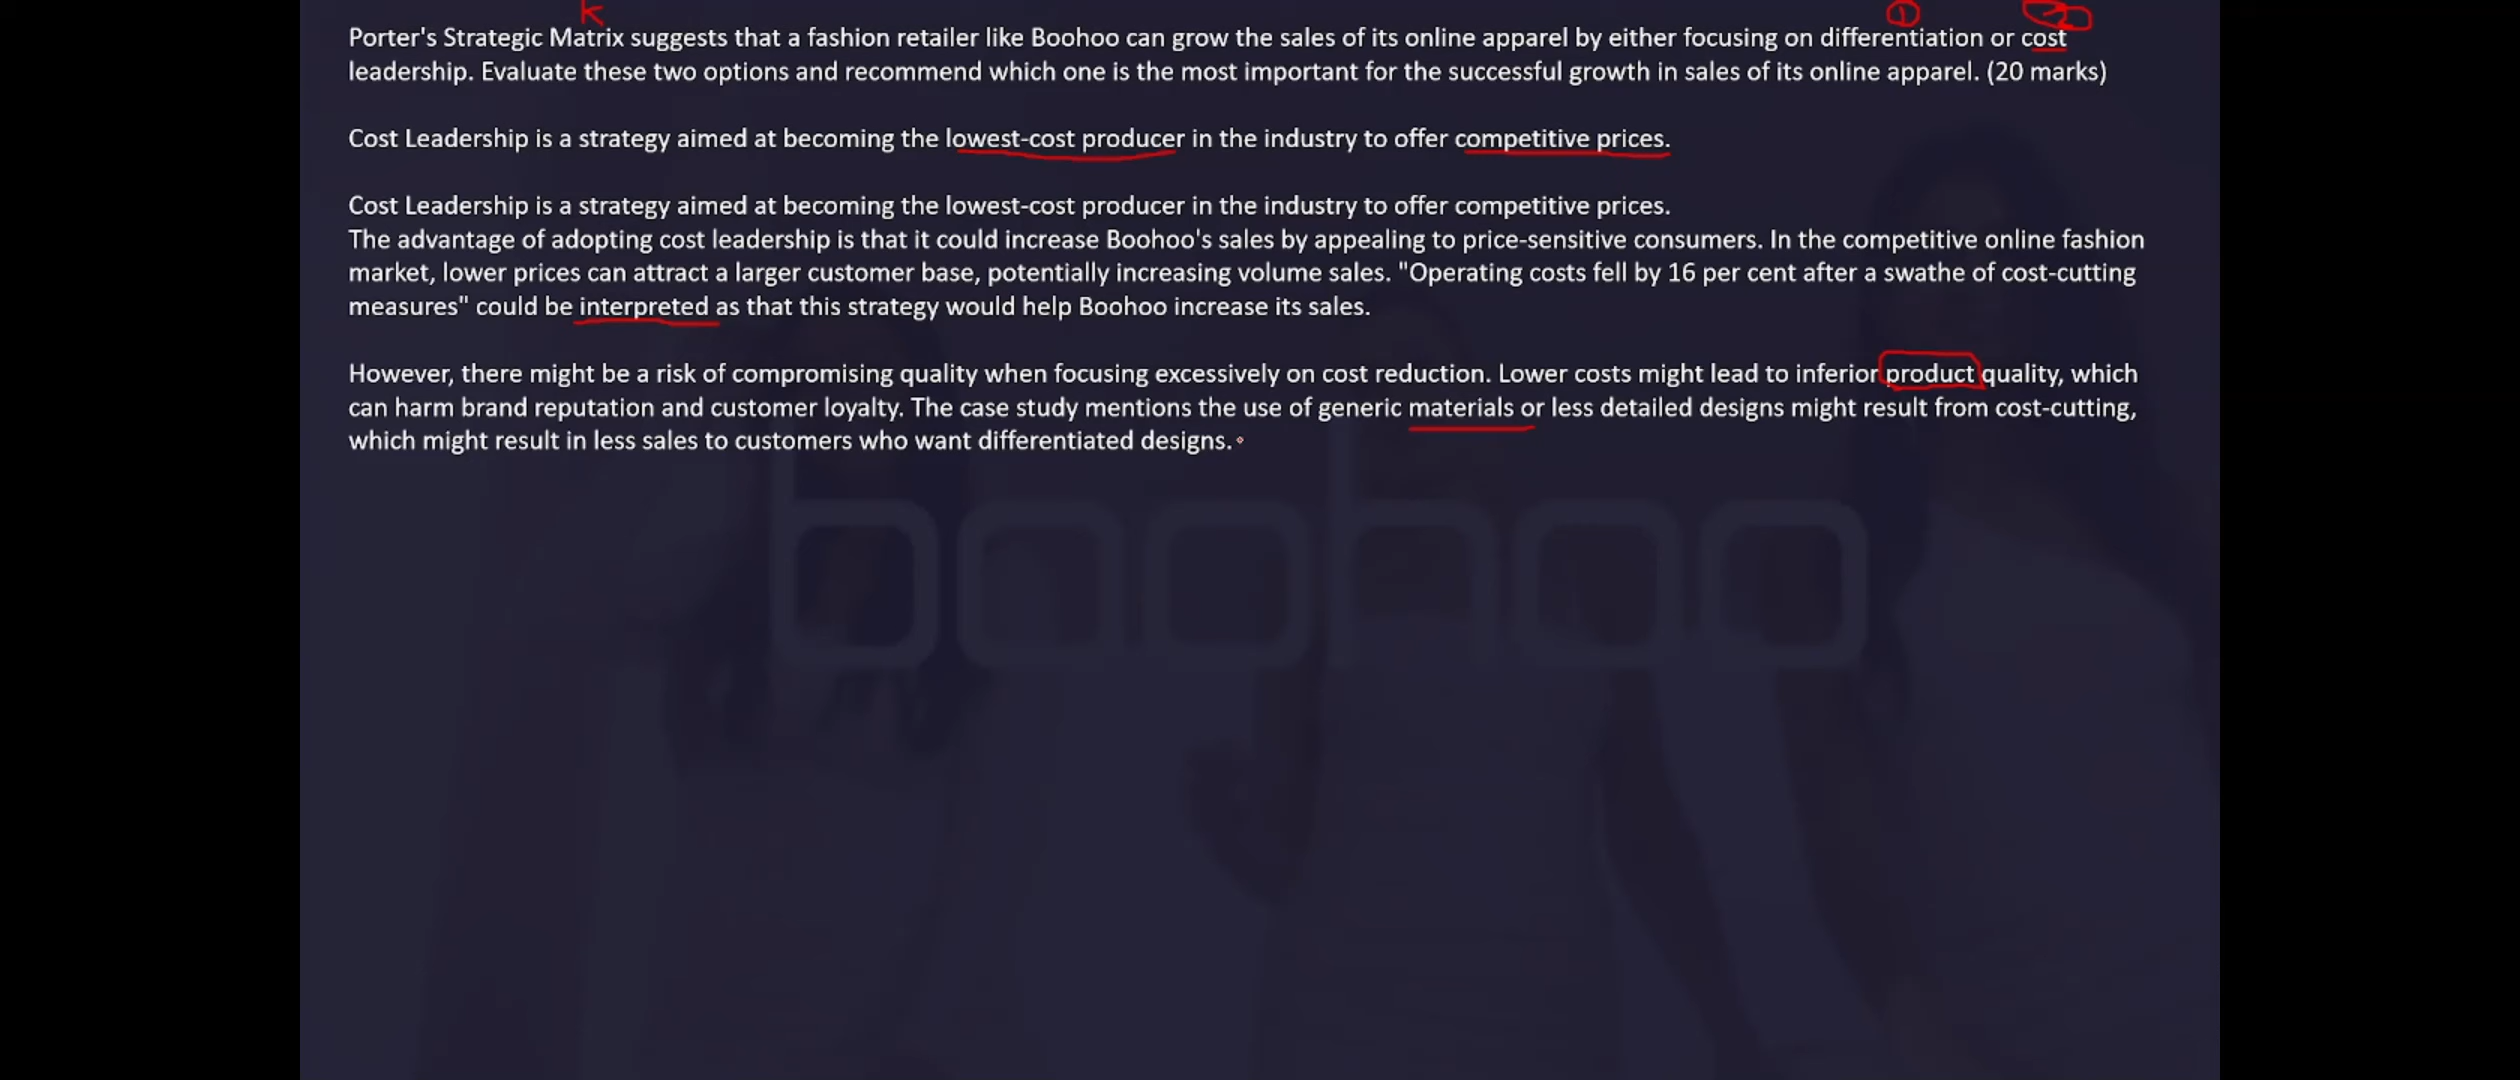 K
1
2
Porter's Strategic Matrix suggests that a fashion retailer like Boohoo can grow the sales of its online apparel by either focusing on differentiation or cost
leadership. Evaluate these two options and recommend which one is the most important for the successful growth in sales of its online apparel. (20 marks)
Cost Leadership is a strategy aimed at becoming the lowest-cost producer in the industry to offer competitive prices.
Cost Leadership is a strategy aimed at becoming the lowest-cost producer in the industry to offer competitive prices.
The advantage of adopting cost leadership is that it could increase Boohoo's sales by appealing to price-sensitive consumers. In the competitive online fashion
market, lower prices can attract a larger customer base, potentially increasing volume sales. "Operating costs fell by 16 per cent after a swathe of cost-cutting
measures" could be interpreted as that this strategy would help Boohoo increase its sales.
However, there might be a risk of compromising quality when focusing excessively on cost reduction. Lower costs might lead to inferior product quality, which
can harm brand reputation and customer loyalty. The case study mentions the use of generic materials or less detailed designs might result from cost-cutting,
which might result in less sales to customers who want differentiated designs.
boohoo